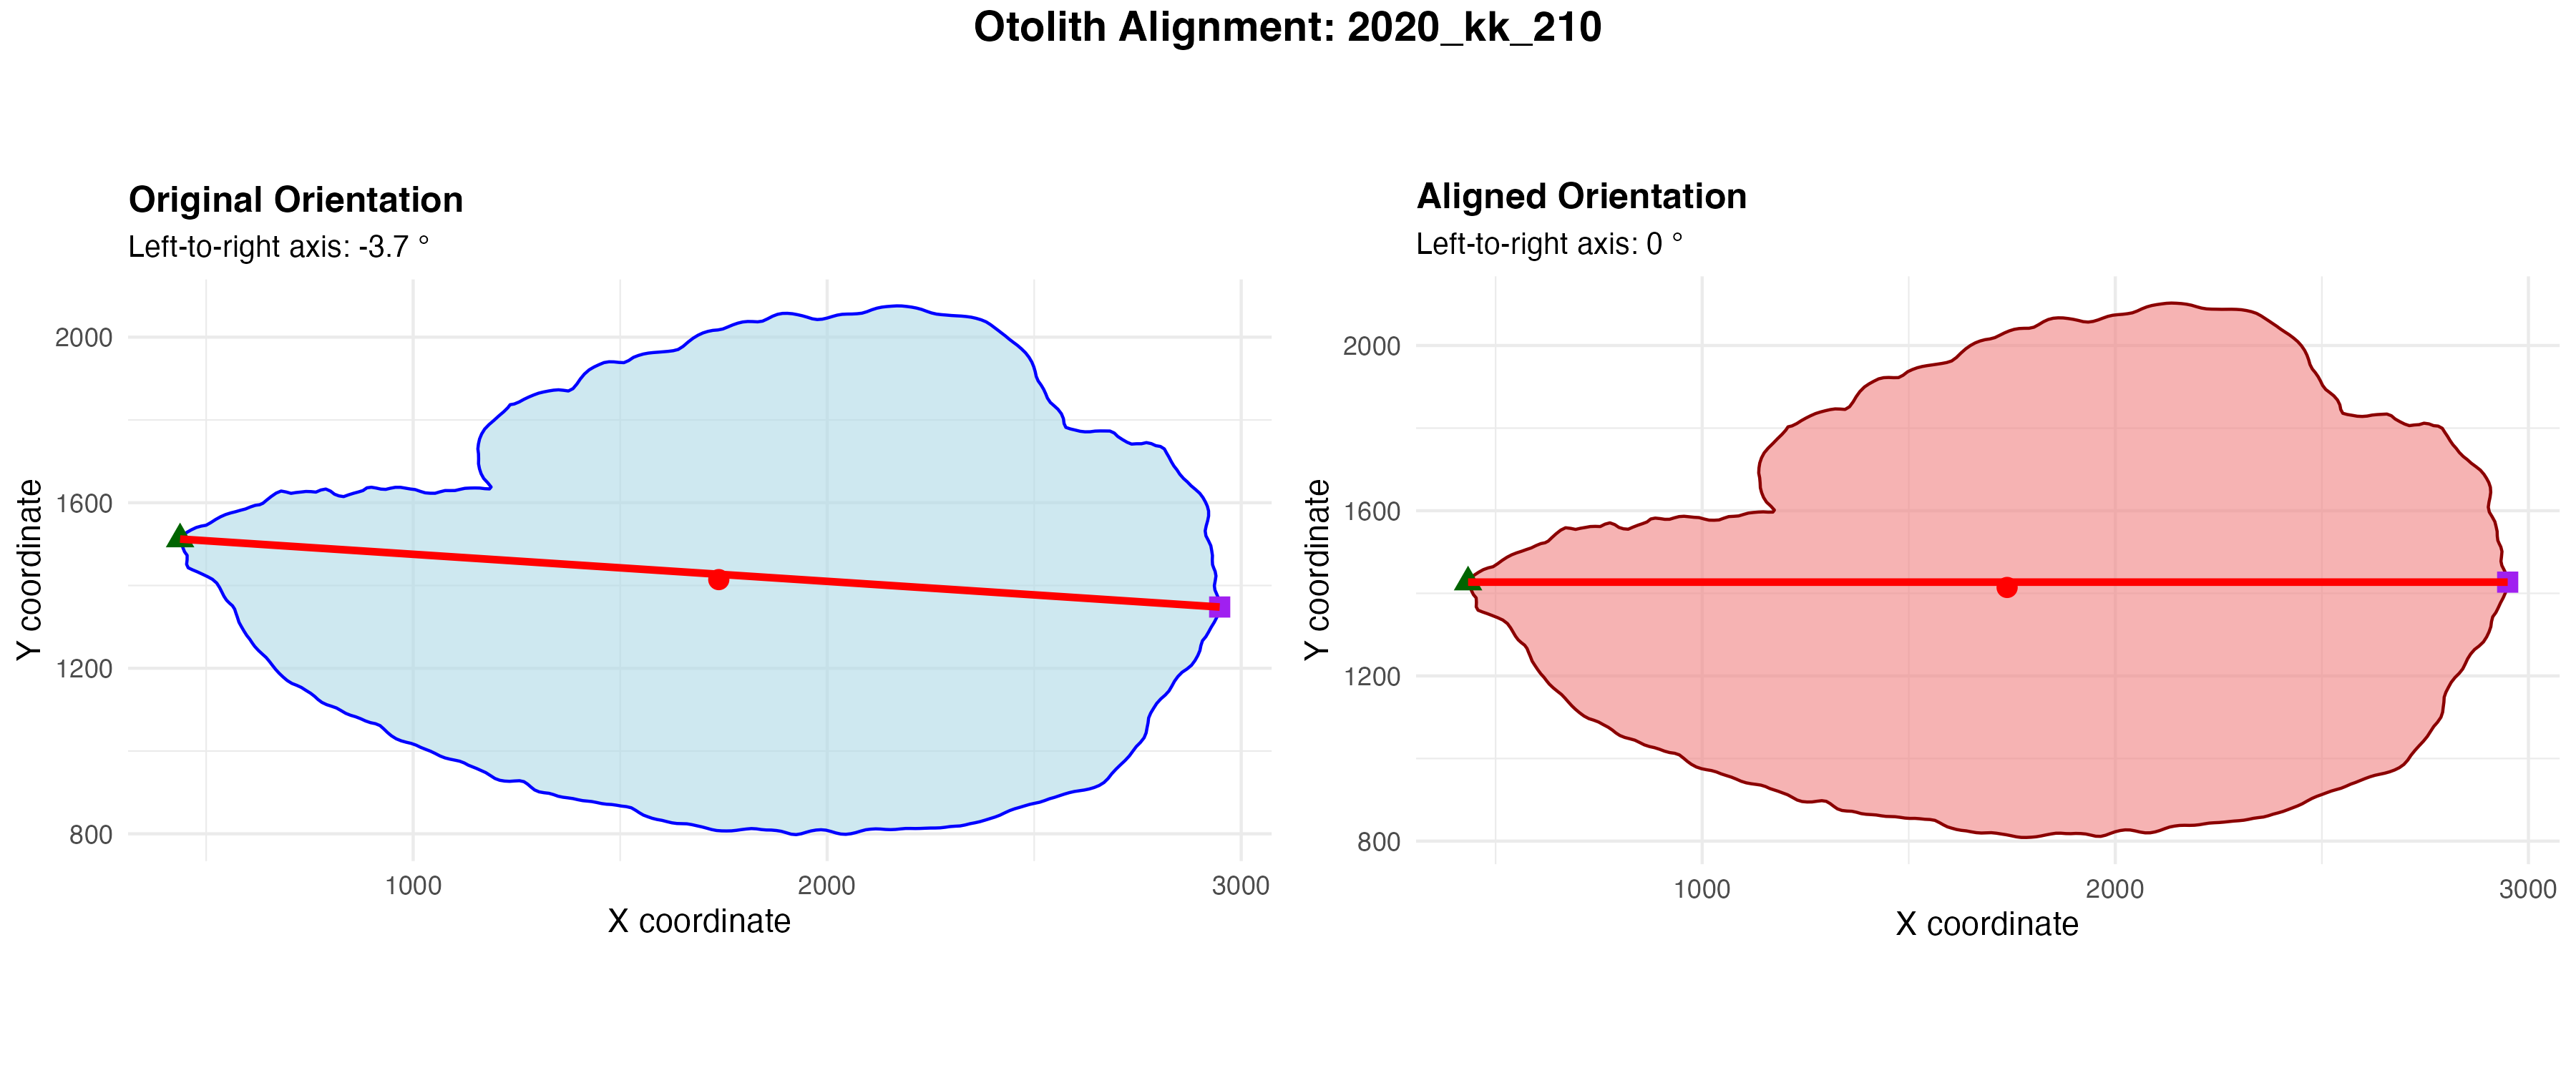 Otolith Alignment: 2020_kk_210
Original Orientation
Left-to-right axis: -3.7 °
2000
1600
1200
800
1000
2000
3000
X coordinate
Y coordinate
Aligned Orientation
Left-to-right axis: 0 °
2000
1600
1200
800
1000
2000
3000
X coordinate
Y coordinate